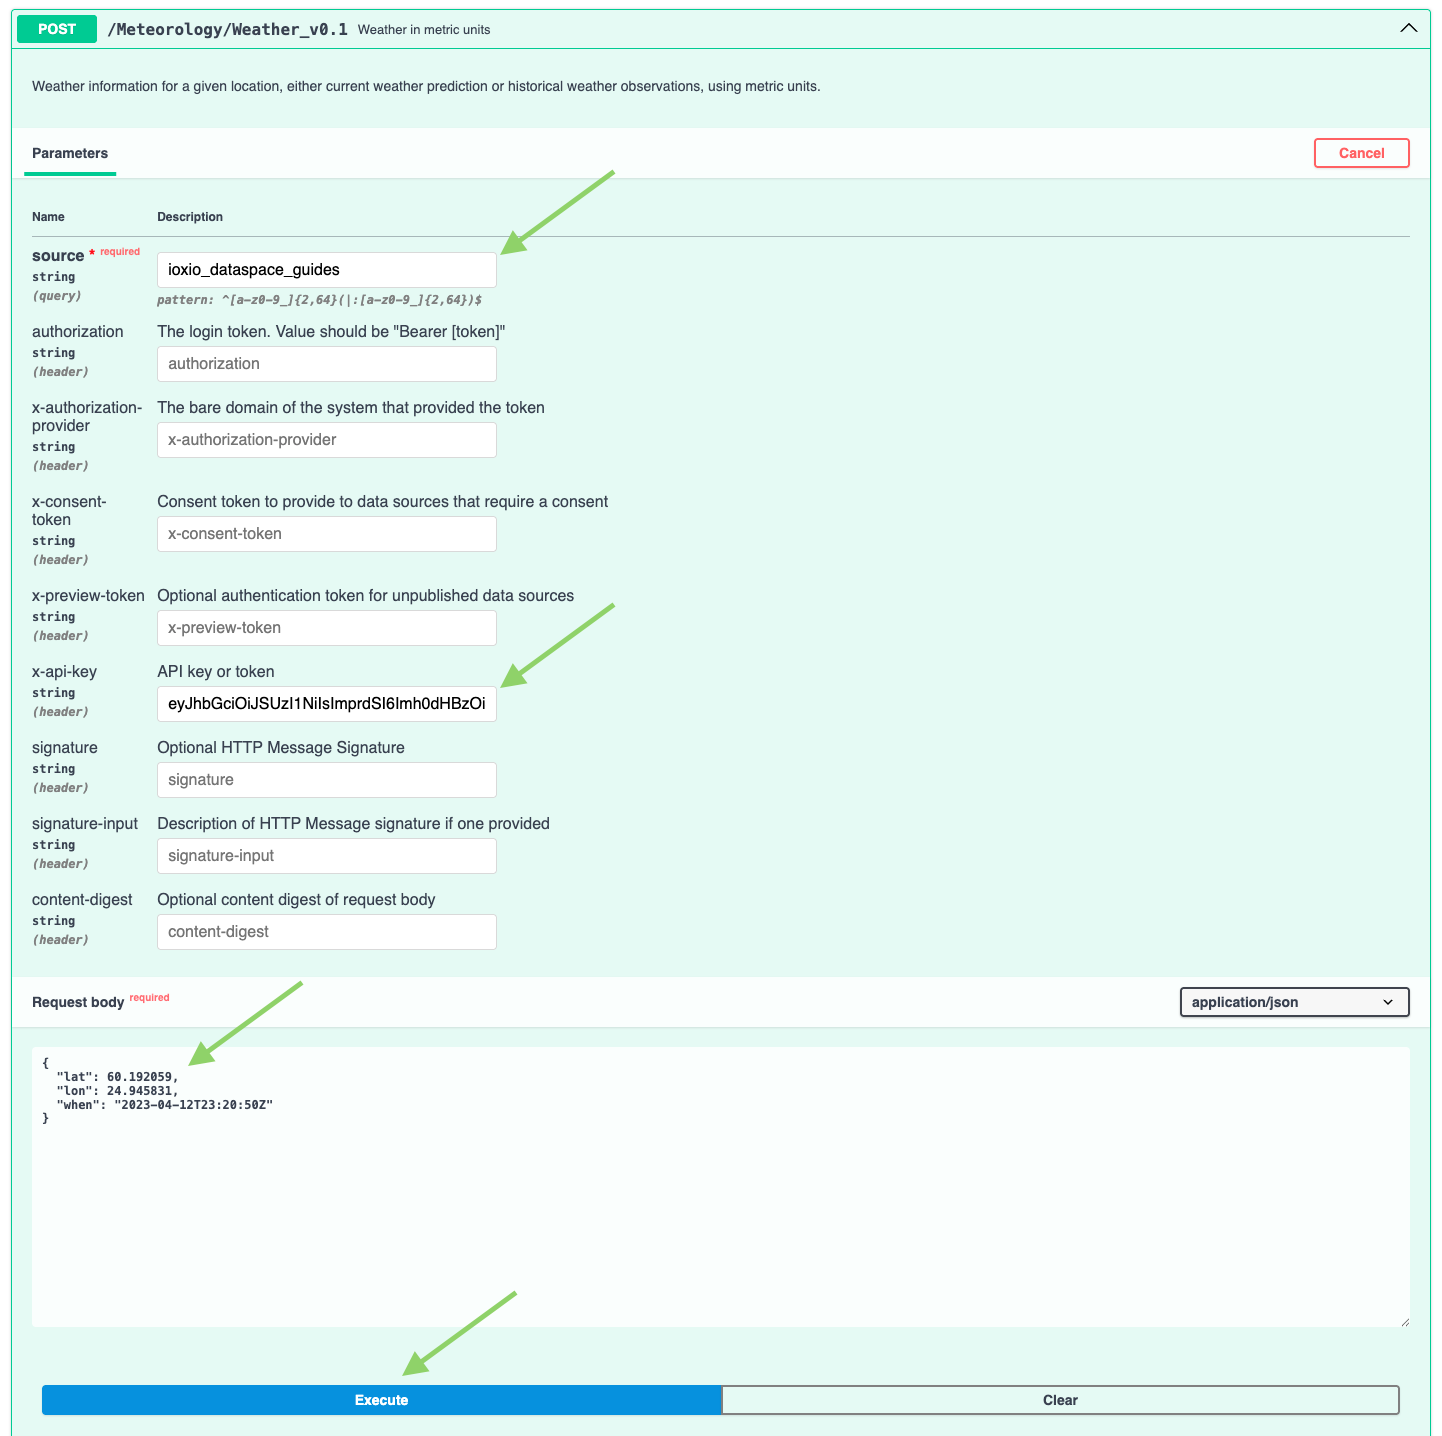 POST /Meteorology/Weather_v0.1 Weather in metric units
Weather information for a given location, either current weather prediction or historical weather observations, using metric units.
Parameters Cancel
Name Description
source * required
string
(query)
ioxio_dataspace_guides
pattern: ^[a-z0-9_]{2,64}(|:[a-z0-9_]{2,64})$
authorization
string
(header)
The login token. Value should be "Bearer [token]"
authorization
x-authorization-
provider
string
(header)
The bare domain of the system that provided the token
x-authorization-provider
x-consent-
token
string
(header)
Consent token to provide to data sources that require a consent
x-consent-token
x-preview-token
string
(header)
Optional authentication token for unpublished data sources
x-preview-token
x-api-key
string
(header)
API key or token
eyJhbGciOiJSUzI1NiIsImprdSI6Imh0dHBzOi
signature
string
(header)
Optional HTTP Message Signature
signature
signature-input
string
(header)
Description of HTTP Message signature if one provided
signature-input
content-digest
string
(header)
Optional content digest of request body
content-digest
Request body required application/json
{
"lat": 60.192059,
"lon": 24.945831,
"when": "2023-04-12T23:20:50Z"
}
Execute Clear